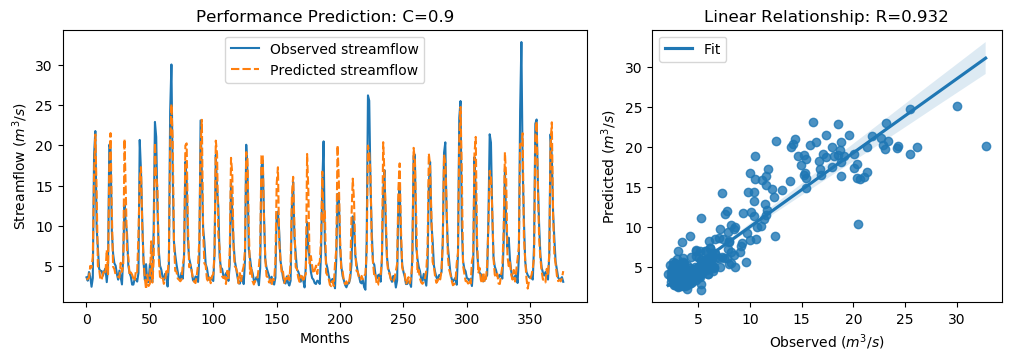 Performance Prediction: C=0.9
Observed streamflow
Predicted streamflow
Streamflow (m³/s)
30
25
20
15
10
5
0
50
100
150
200
250
300
350
Months
Linear Relationship: R=0.932
Fit
Predicted (m³/s)
30
25
20
15
10
5
5
10
15
20
25
30
Observed (m³/s)